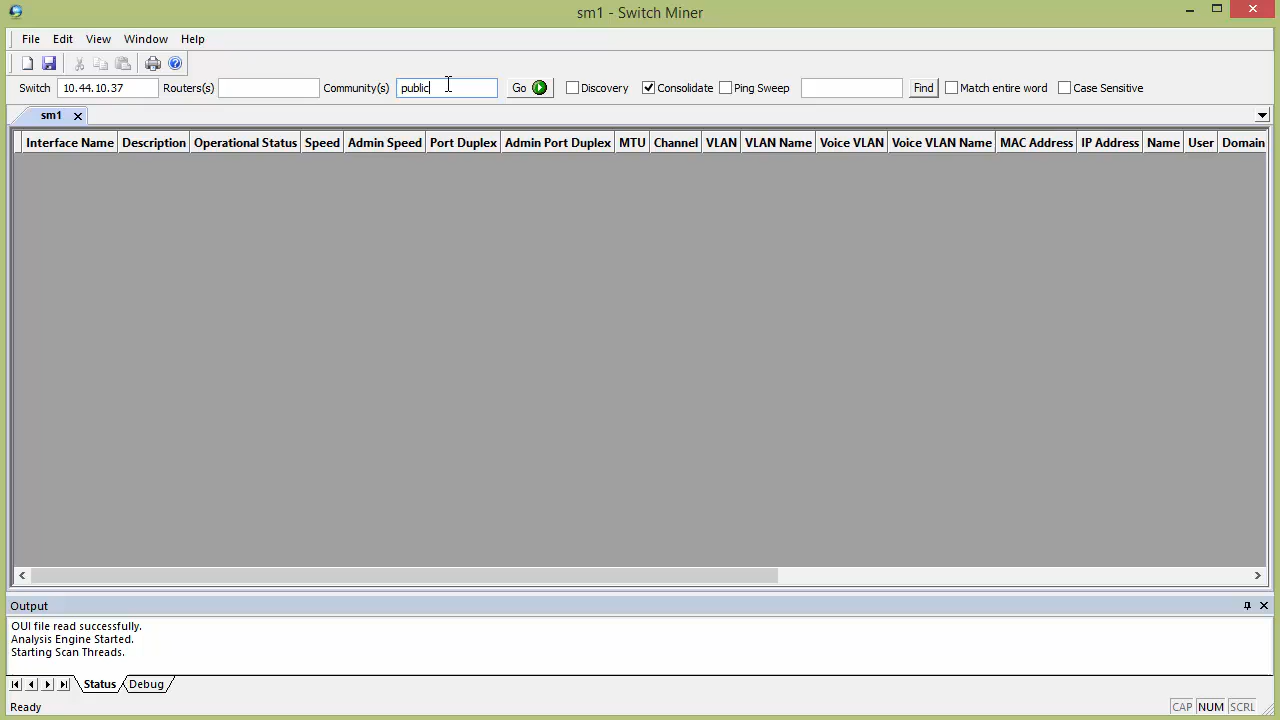 sm1 - Switch Miner
File Edit View Window Help
Switch 10.44.10.37 Routers(s) Community(s) public Go Discovery Consolidate Ping Sweep Find Match entire word Case Sensitive
sm1
Interface Name Description Operational Status Speed Admin Speed Port Duplex Admin Port Duplex MTU Channel VLAN VLAN Name Voice VLAN Voice VLAN Name MAC Address IP Address Name User Domain
Output
OUI file read successfully.
Analysis Engine Started.
Starting Scan Threads.
Status Debug
Ready CAP NUM SCRL